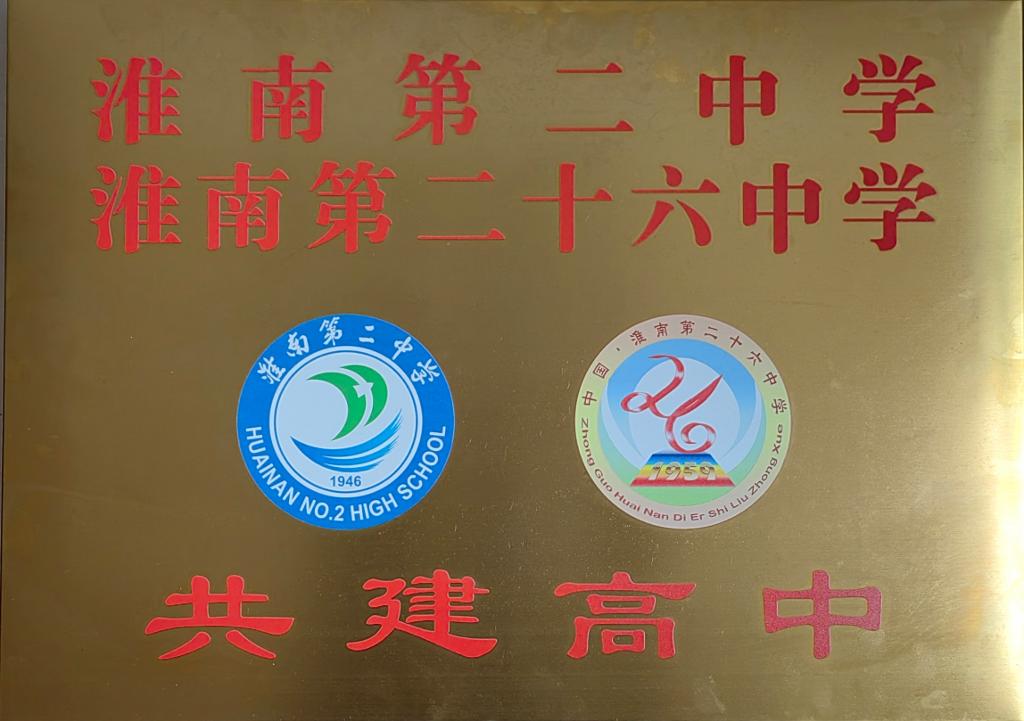 淮南第二中学
淮南第二十六中学
淮南第二中学
1946
HUAINAN NO.2 HIGH SCHOOL
中国·淮南第二十六中学
1959
Zhong Guo Huai Nan Di Er Shi Liu Zhong Xue
共建高中